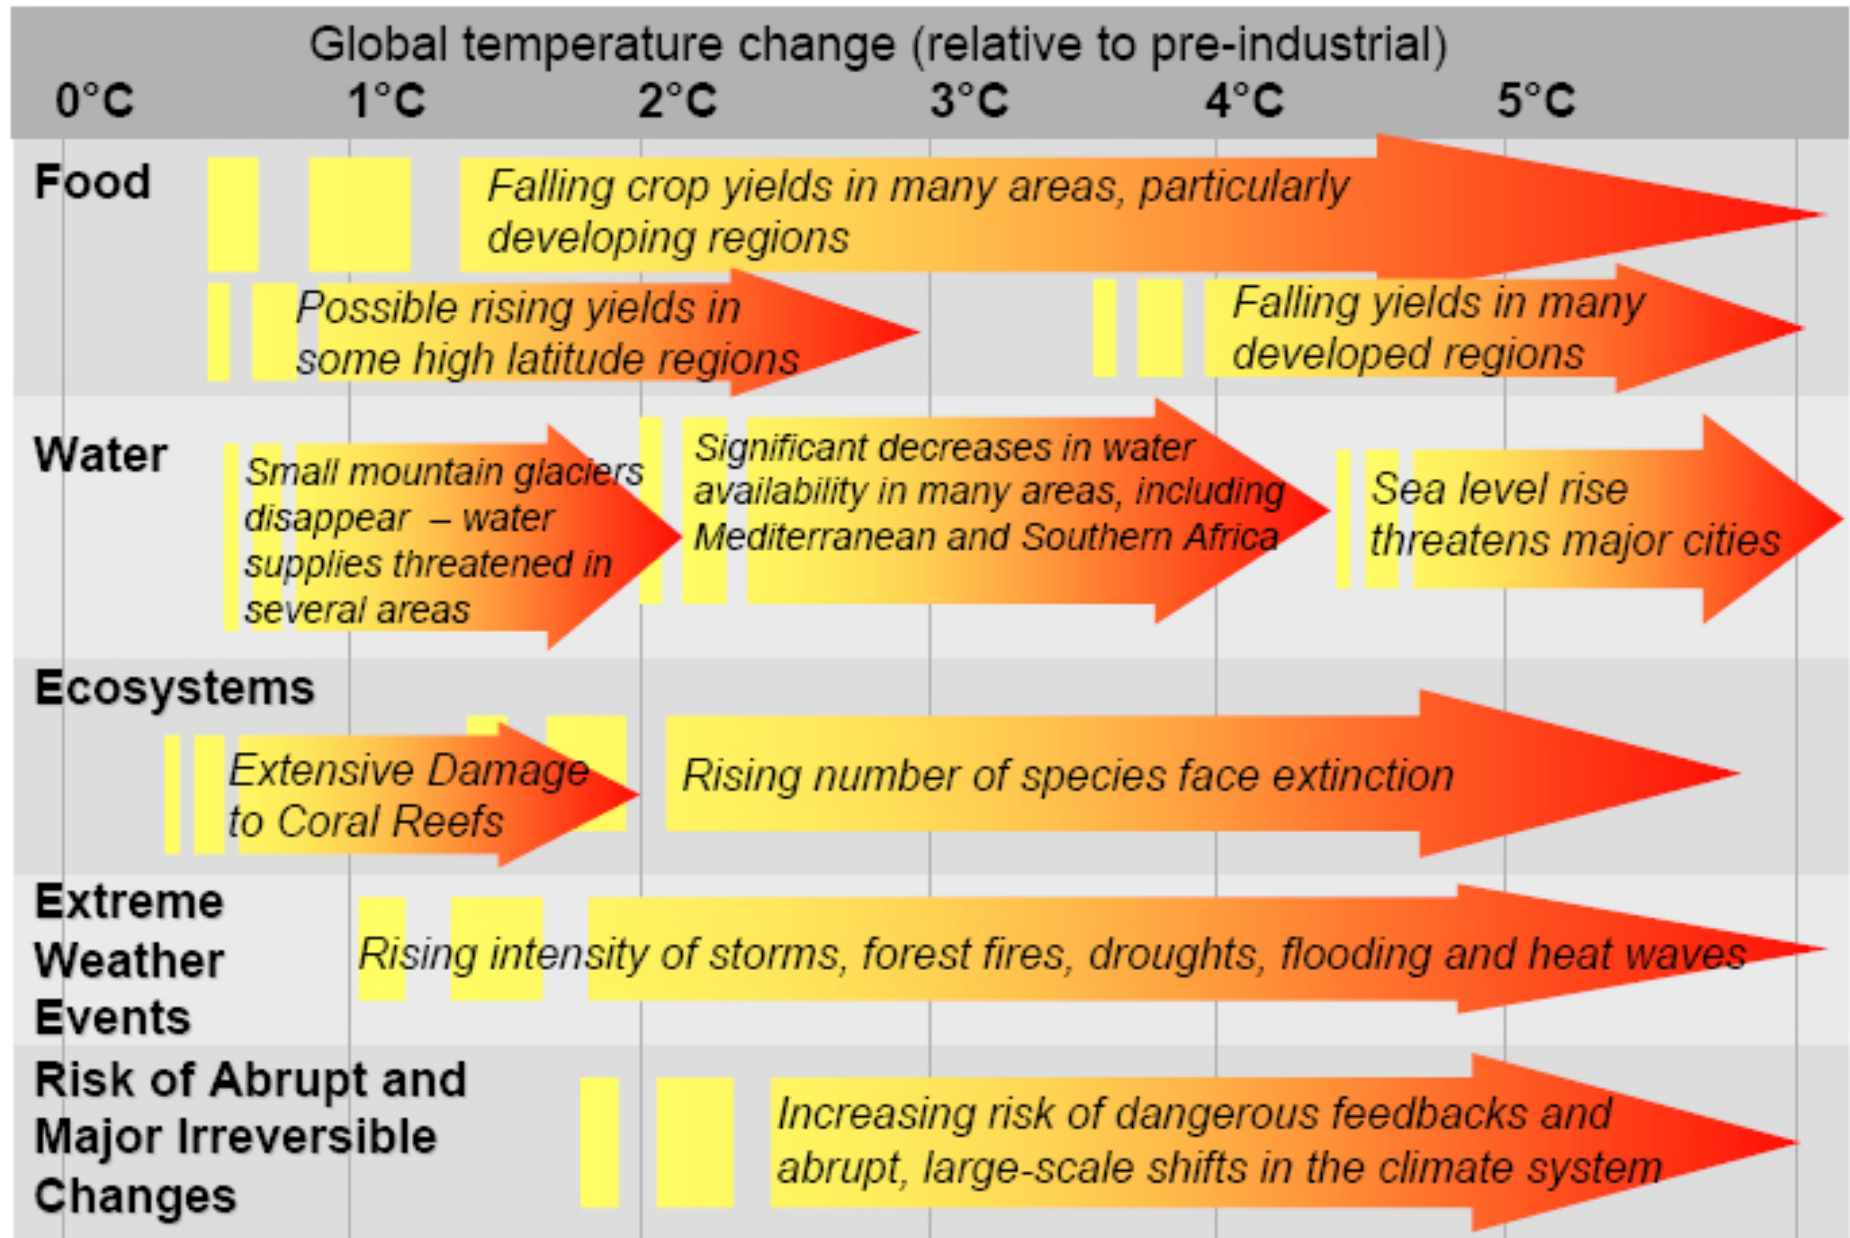 Global temperature change (relative to pre-industrial)
0°C 1°C 2°C 3°C 4°C 5°C
Food
Falling crop yields in many areas, particularly
developing regions
Possible rising yields in
some high latitude regions
Falling yields in many
developed regions
Water
Small mountain glaciers
disappear – water
supplies threatened in
several areas
Significant decreases in water
availability in many areas, including
Mediterranean and Southern Africa
Sea level rise
threatens major cities
Ecosystems
Extensive Damage
to Coral Reefs
Rising number of species face extinction
Extreme
Weather
Events
Rising intensity of storms, forest fires, droughts, flooding and heat waves
Risk of Abrupt and
Major Irreversible
Changes
Increasing risk of dangerous feedbacks and
abrupt, large-scale shifts in the climate system